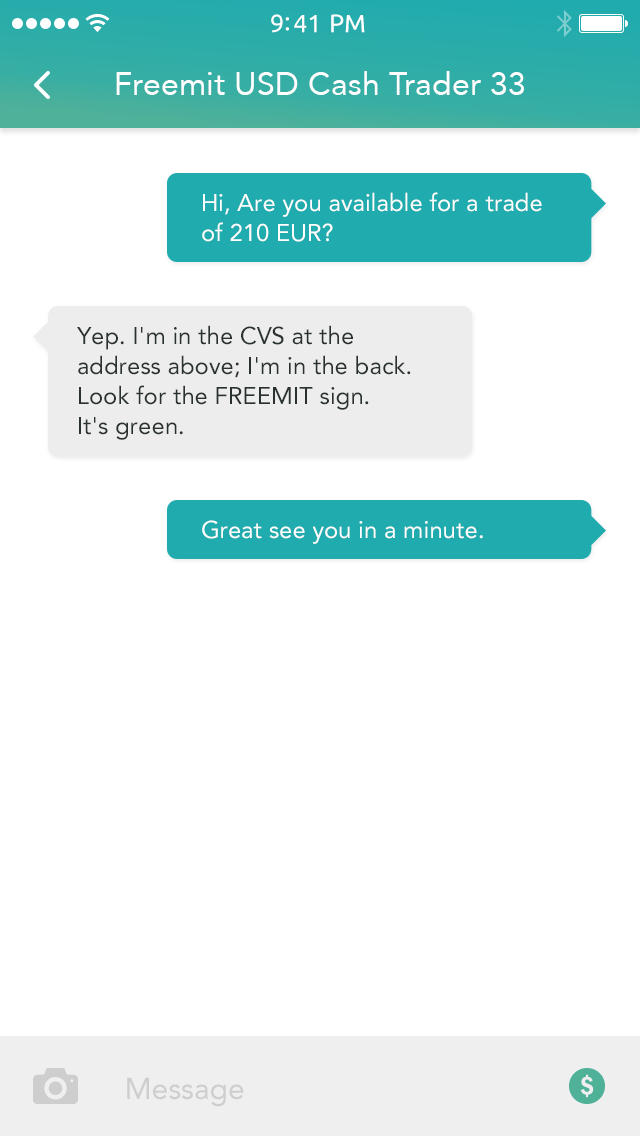 9:41 PM
Freemit USD Cash Trader 33
Hi, Are you available for a trade
of 210 EUR?
Yep. I'm in the CVS at the
address above; I'm in the back.
Look for the FREEMIT sign.
It's green.
Great see you in a minute.
Message
$